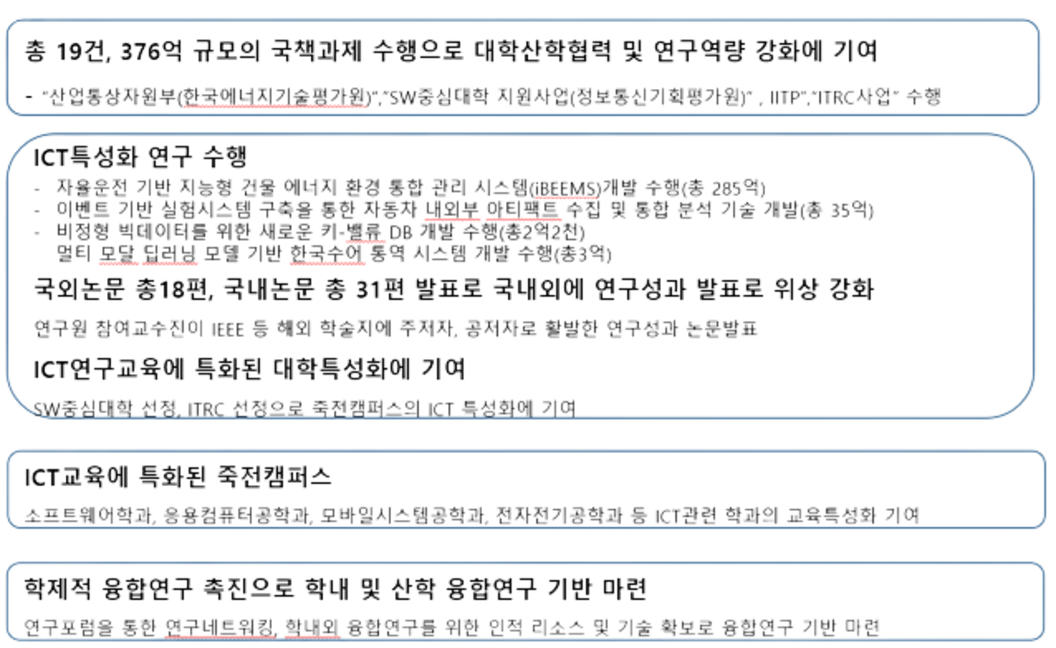 총 19건, 376억 규모의 국책과제 수행으로 대학산학협력 및 연구역량 강화에 기여
- “산업통상자원부(한국에너지기술평가원)”,“SW중심대학 지원사업(정보통신기획평가원)” , IITP”,“ITRC사업” 수행
ICT특성화 연구 수행
- 자율운전 기반 지능형 건물 에너지 환경 통합 관리 시스템(iBEEMS)개발 수행(총 285억)
- 이벤트 기반 실험시스템 구축을 통한 자동차 내외부 아티팩트 수집 및 통합 분석 기술 개발(총 35억)
- 비정형 빅데이터를 위한 새로운 키-밸류 DB 개발 수행(총2억2천)
멀티 모달 딥러닝 모델 기반 한국수어 통역 시스템 개발 수행(총3억)
국외논문 총18편, 국내논문 총 31편 발표로 국내외에 연구성과 발표로 위상 강화
연구원 참여교수진이 IEEE 등 해외 학술지에 주저자, 공저자로 활발한 연구성과 논문발표
ICT연구교육에 특화된 대학특성화에 기여
SW중심대학 선정, ITRC 선정으로 죽전캠퍼스의 ICT 특성화에 기여
ICT교육에 특화된 죽전캠퍼스
소프트웨어학과, 응용컴퓨터공학과, 모바일시스템공학과, 전자전기공학과 등 ICT관련 학과의 교육특성화 기여
학제적 융합연구 촉진으로 학내 및 산학 융합연구 기반 마련
연구포럼을 통한 연구네트워킹, 학내외 융합연구를 위한 인적 리소스 및 기술 확보로 융합연구 기반 마련